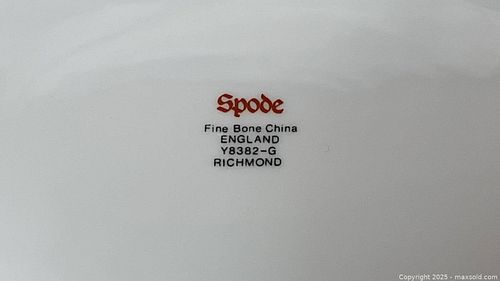 Spode
Fine Bone China
ENGLAND
Y8382-G
RICHMOND
Copyright 2025 - maxsold.com